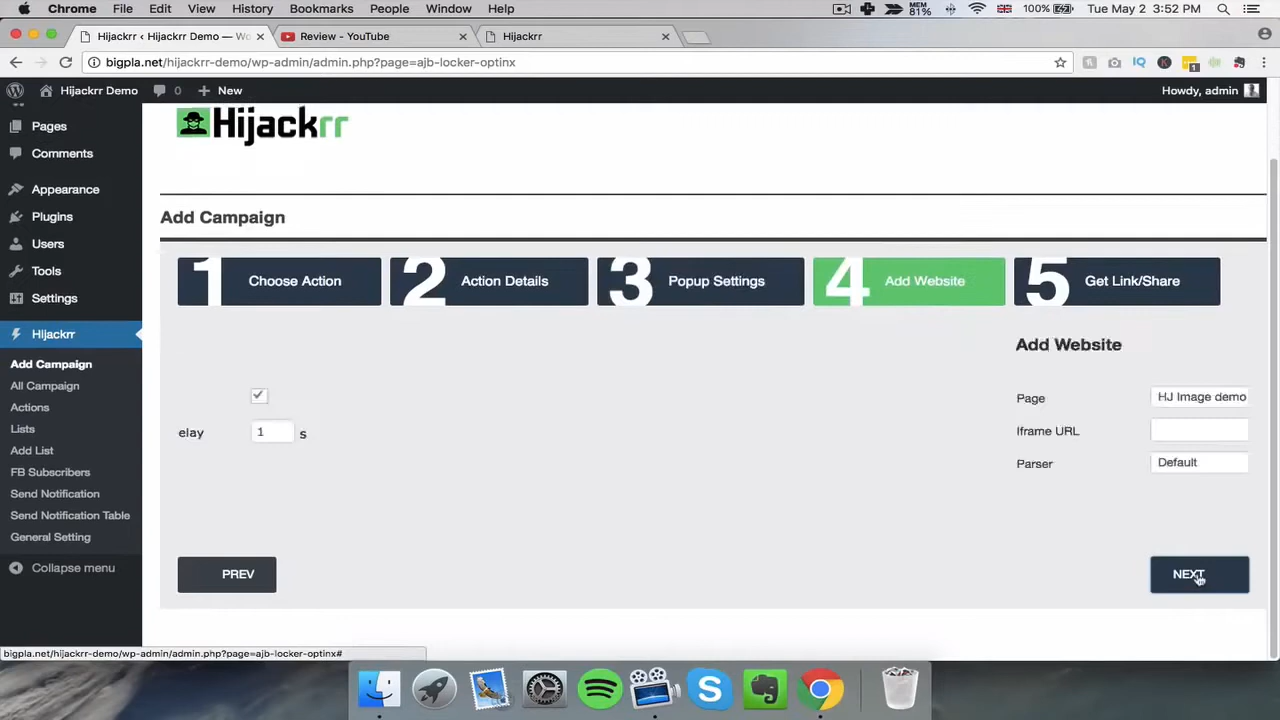 Chrome File Edit View History Bookmarks People Window Help MEM 81% 100% Tue May 2 3:52 PM
Hijackrr ‹ Hijackrr Demo — Wo Review - YouTube Hijackrr
bigpla.net/hijackrr-demo/wp-admin/admin.php?page=ajb-locker-optinx IQ K 1
Hijackrr Demo 0 + New Howdy, admin
Pages
Comments
Appearance
Plugins
Users
Tools
Settings
HIjackrr
Add Campaign
All Campaign
Actions
Lists
Add List
FB Subscribers
Send Notification
Send Notification Table
General Setting
Collapse menu
Hijackrr
Add Campaign
1 Choose Action 2 Action Details 3 Popup Settings 4 Add Website 5 Get Link/Share
elay 1 s
Add Website
Page HJ Image demo
Iframe URL
Parser Default
PREV NEXT
bigpla.net/hijackrr-demo/wp-admin/admin.php?page=ajb-locker-optinx#